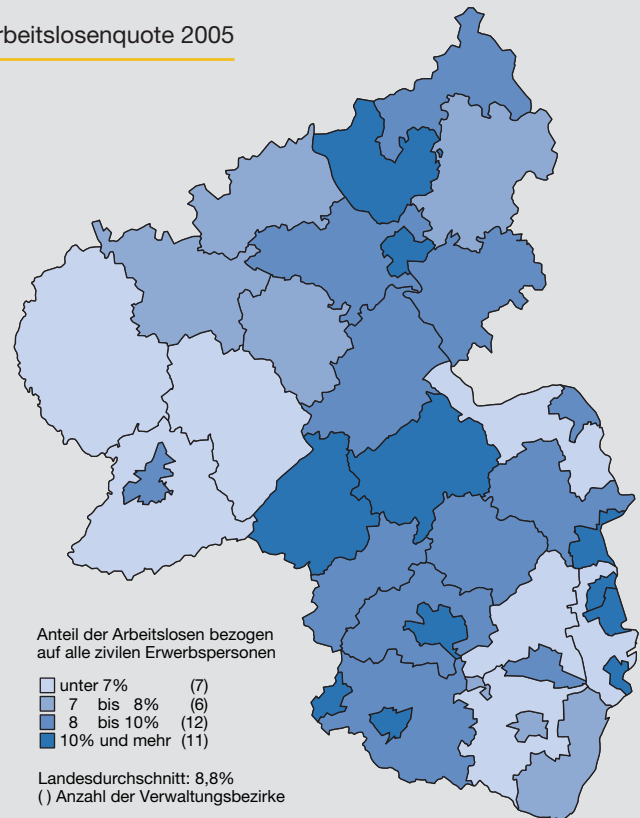 rbeitslosenquote 2005
Anteil der Arbeitslosen bezogen
auf alle zivilen Erwerbspersonen
unter 7% (7)
7 bis 8% (6)
8 bis 10% (12)
10% und mehr (11)
Landesdurchschnitt: 8,8%
( ) Anzahl der Verwaltungsbezirke